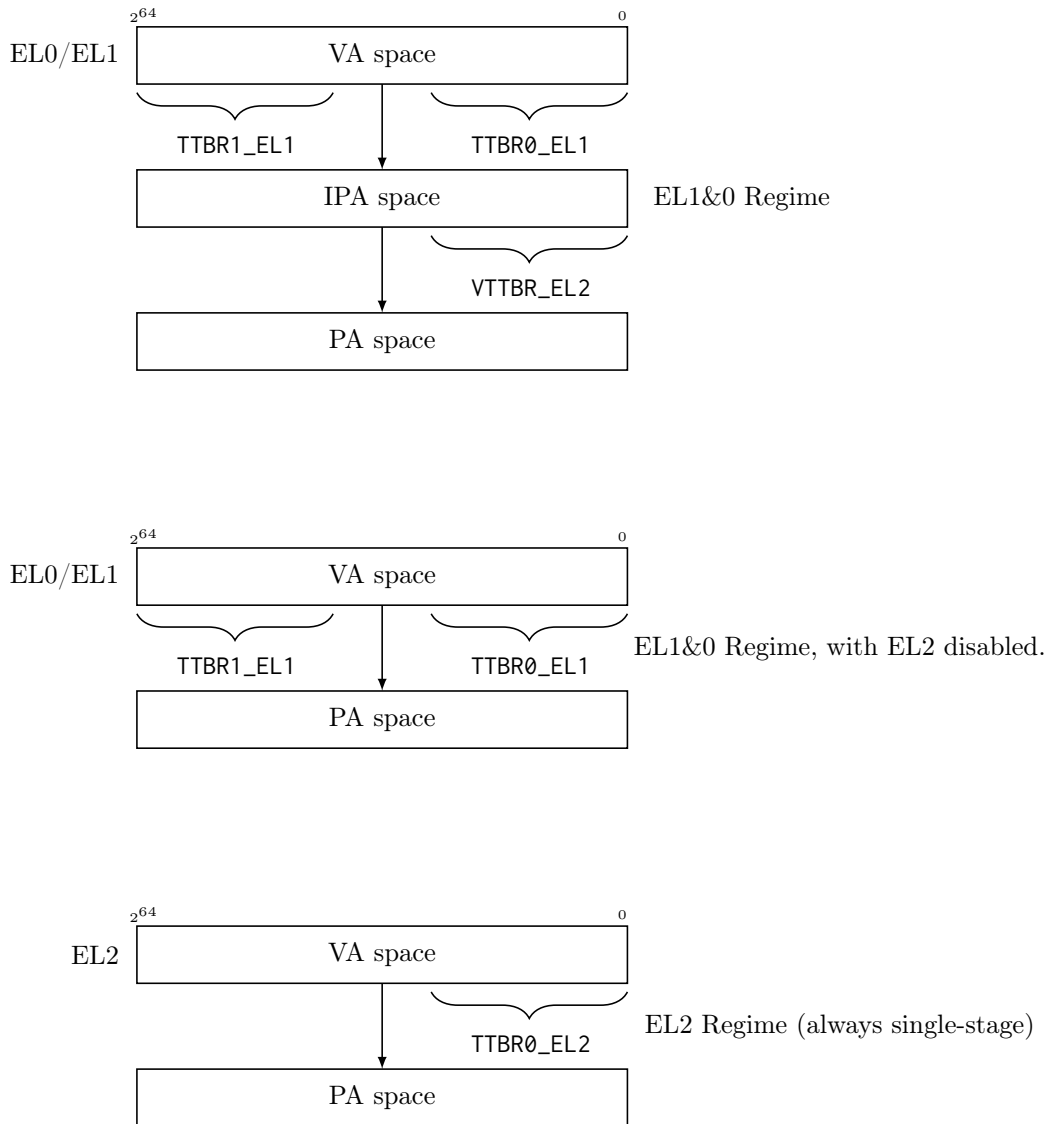 2^64 0
EL0/EL1 VA space
TTBR1_EL1 TTBR0_EL1
IPA space EL1&0 Regime
VTTBR_EL2
PA space
2^64 0
EL0/EL1 VA space
EL1&0 Regime, with EL2 disabled.
TTBR1_EL1 TTBR0_EL1
PA space
2^64 0
EL2 VA space
EL2 Regime (always single-stage)
TTBR0_EL2
PA space